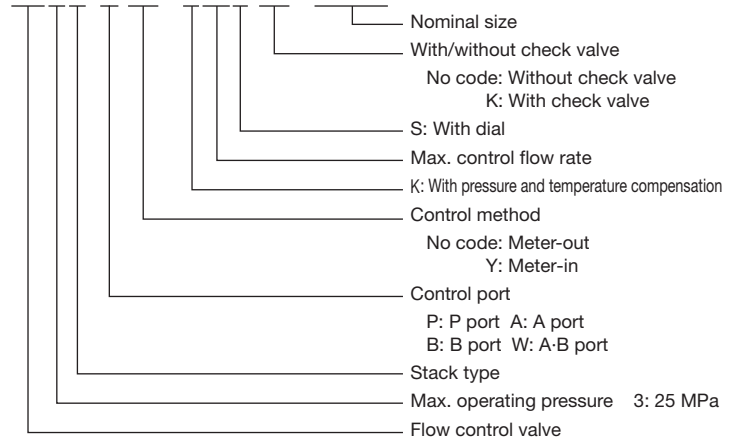 Nominal size
With/without check valve
No code: Without check valve
K: With check valve
S: With dial
Max. control flow rate
K: With pressure and temperature compensation
Control method
No code: Meter-out
Y: Meter-in
Control port
P: P port A: A port
B: B port W: A·B port
Stack type
Max. operating pressure 3: 25 MPa
Flow control valve